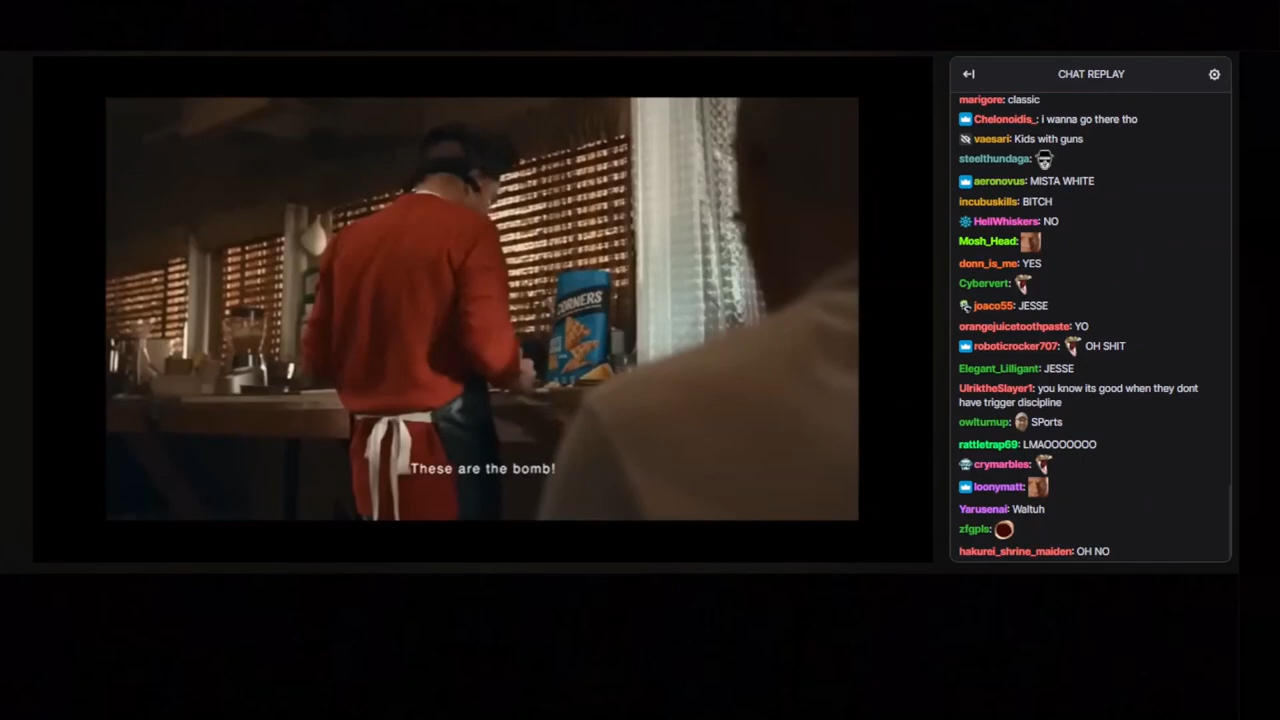 CHAT REPLAY
marigore: classic
Chelonoidis_: i wanna go there tho
vaesari: Kids with guns
steelthundaga:
aeronovus: MISTA WHITE
incubuskills: BITCH
HellWhiskers: NO
Mosh_Head:
donn_is_me: YES
Cybervert:
joaco55: JESSE
orangejuicetoothpaste: YO
roboticrocker707: OH SHIT
Elegant_Lilligant: JESSE
UlriktheSlayer1: you know its good when they dont
have trigger discipline
owlturnup: SPorts
rattletrap69: LMAOOOOOOO
crymarbles:
loonymatt:
Yarusenai: Waltuh
zfgpls:
hakurei_shrine_maiden: OH NO
CORNERS
These are the bomb!